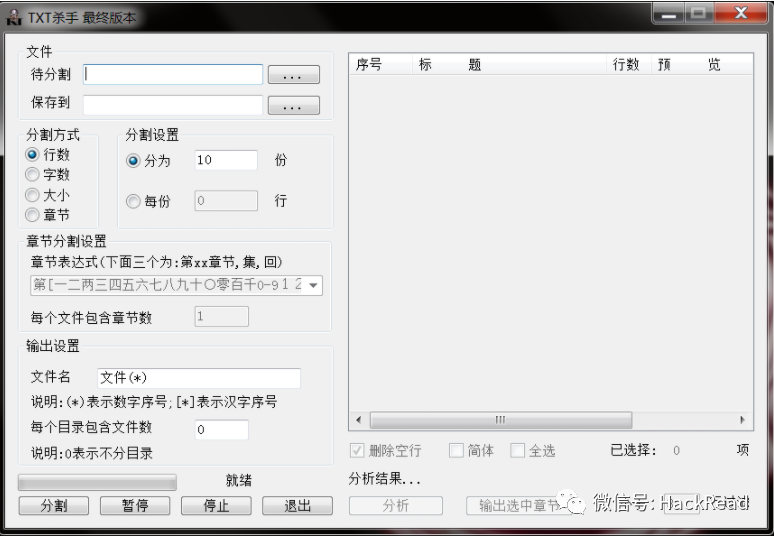 TXT杀手 最终版本
文件
待分割
...
保存到
...
分割方式
行数
字数
大小
章节
分割设置
分为 10 份
每份 0 行
章节分割设置
章节表达式(下面三个为:第xx章节,集,回)
第[一二两三四五六七八九十〇零百千0-9１２
每个文件包含章节数 1
输出设置
文件名 文件(*)
说明:(*)表示数字序号;[*]表示汉字序号
每个目录包含文件数 0
说明:0表示不分目录
就绪
分割 暂停 停止 退出
序号 标 题 行数 预 览
删除空行 简体 全选 已选择: 0 项
分析结果...
分析 输出选中章节
微信号: HackRead